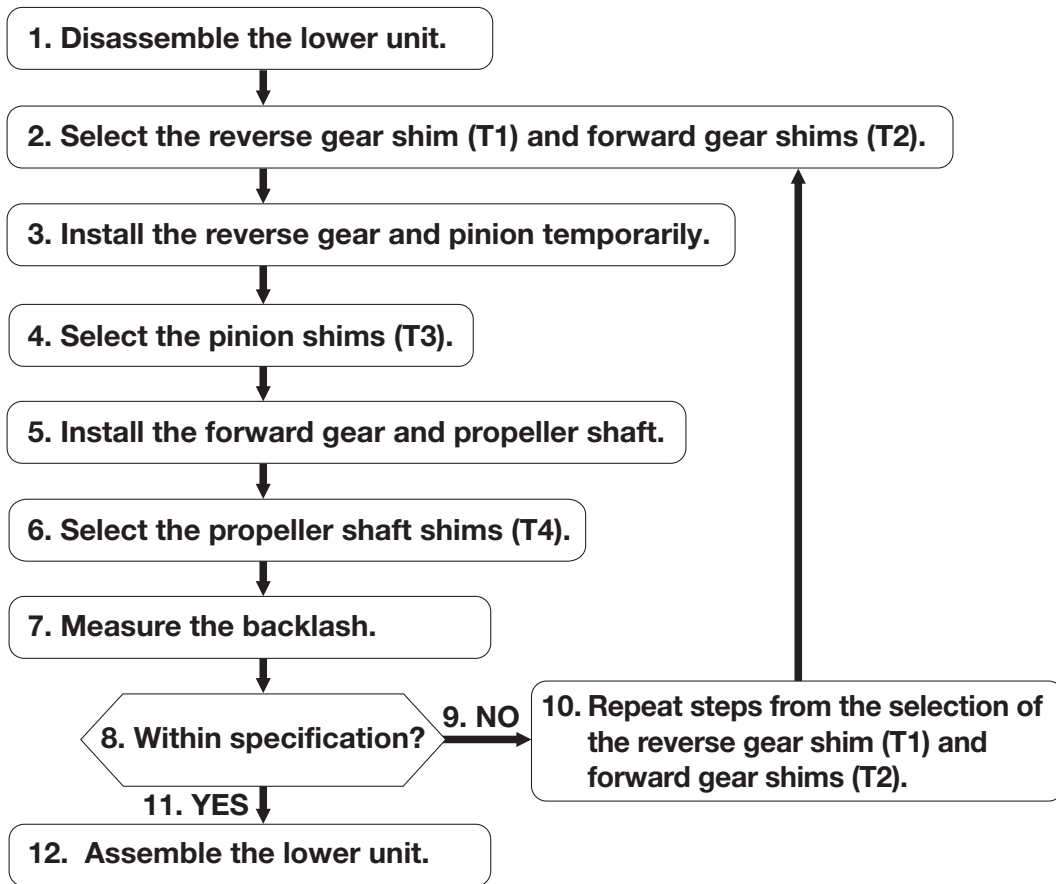 1. Disassemble the lower unit.
2. Select the reverse gear shim (T1) and forward gear shims (T2).
3. Install the reverse gear and pinion temporarily.
4. Select the pinion shims (T3).
5. Install the forward gear and propeller shaft.
6. Select the propeller shaft shims (T4).
7. Measure the backlash.
8. Within specification?
9. NO
10. Repeat steps from the selection of
the reverse gear shim (T1) and
forward gear shims (T2).
11. YES
12. Assemble the lower unit.